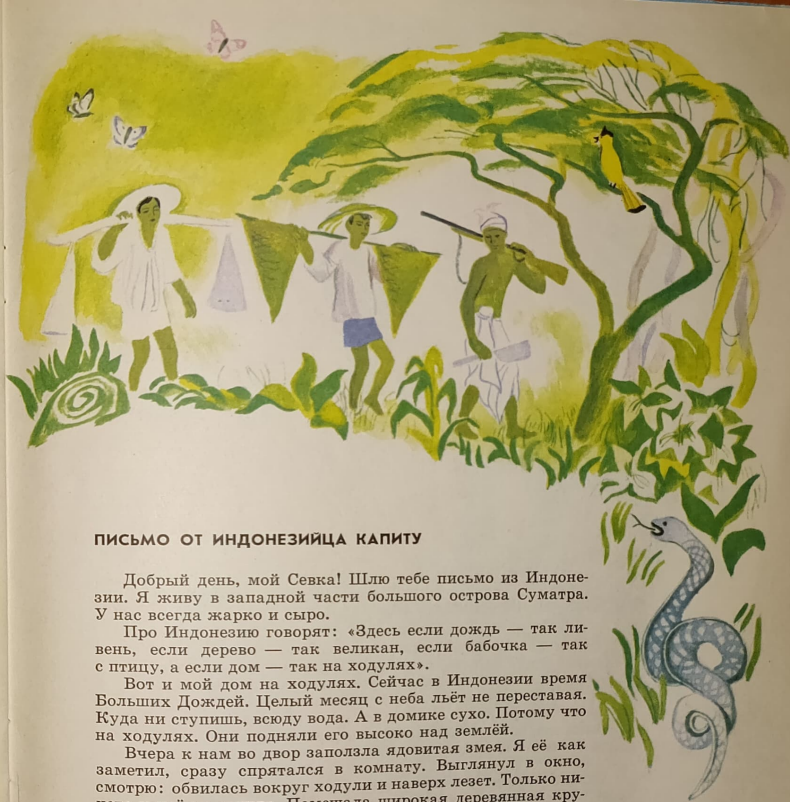 ПИСЬМО ОТ ИНДОНЕЗИЙЦА КАПИТУ
Добрый день, мой Севка! Шлю тебе письмо из Индоне-
зии. Я живу в западной части большого острова Суматра.
У нас всегда жарко и сыро.
Про Индонезию говорят: «Здесь если дождь — так ли-
вень, если дерево — так великан, если бабочка — так
с птицу, а если дом — так на ходулях».
Вот и мой дом на ходулях. Сейчас в Индонезии время
Больших Дождей. Целый месяц с неба льёт не переставая.
Куда ни ступишь, всюду вода. А в домике сухо. Потому что
на ходулях. Они подняли его высоко над землёй.
Вчера к нам во двор заползла ядовитая змея. Я её как
заметил, сразу спрятался в комнату. Выглянул в окно,
смотрю: обвилась вокруг ходули и наверх лезет. Только ни-
Помешала широкая деревянная кру-